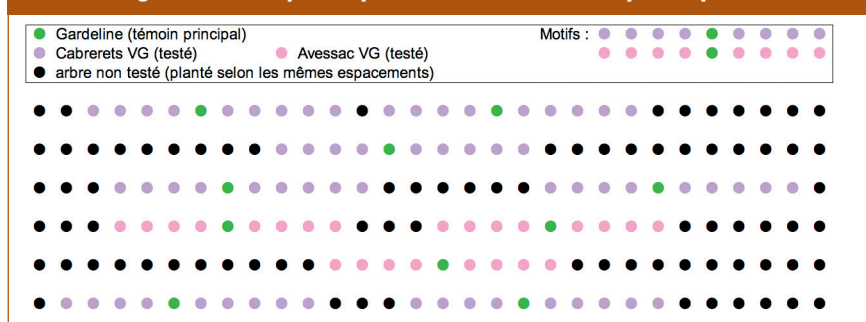 Gardeline (témoin principal)
Motifs :
Cabrerets VG (testé)
Avessac VG (testé)
arbre non testé (planté selon les mêmes espacements)